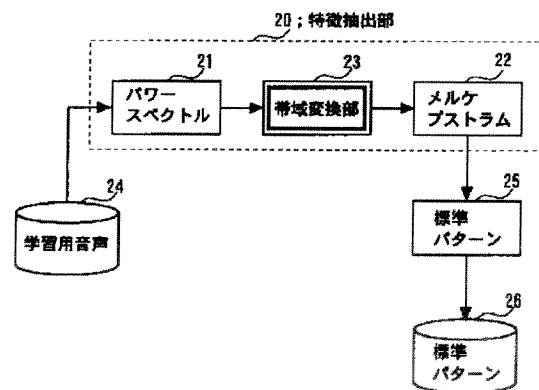 20；特徴抽出部
21
パワー
スペクトル
23
帯域変換部
22
メルケ
プストラム
24
学習用音声
25
標準
パターン
26
標準
パターン